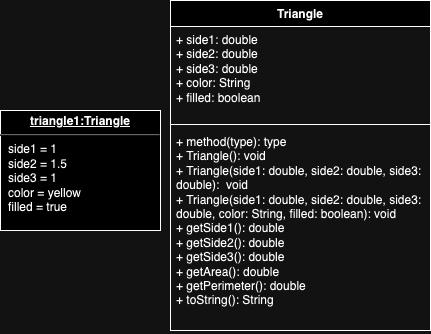 triangle1:Triangle
side1 = 1
side2 = 1.5
side3 = 1
color = yellow
filled = true
Triangle
+ side1: double
+ side2: double
+ side3: double
+ color: String
+ filled: boolean
+ method(type): type
+ Triangle(): void
+ Triangle(side1: double, side2: double, side3:
double):  void
+ Triangle(side1: double, side2: double, side3:
double, color: String, filled: boolean): void
+ getSide1(): double
+ getSide2(): double
+ getSide3(): double
+ getArea(): double
+ getPerimeter(): double
+ toString(): String